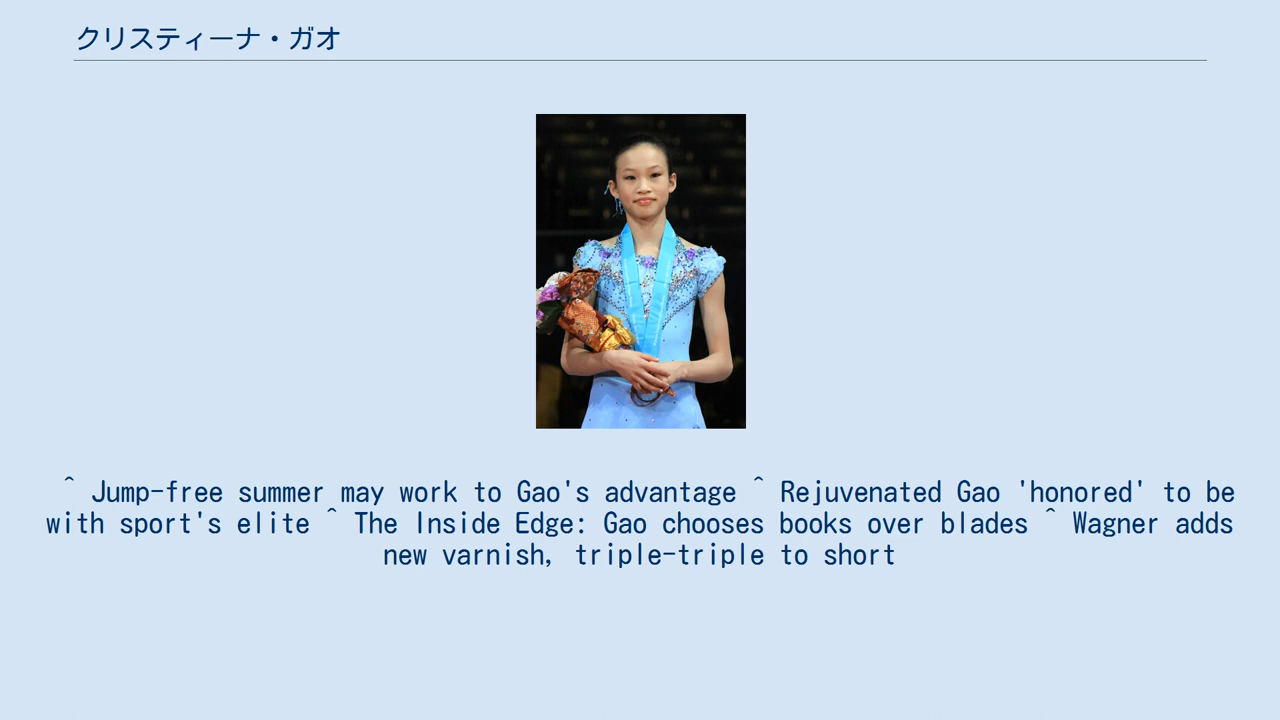 クリスティーナ・ガオ
^ Jump-free summer may work to Gao's advantage ^ Rejuvenated Gao 'honored' to be
with sport's elite ^ The Inside Edge: Gao chooses books over blades ^ Wagner adds
new varnish, triple-triple to short